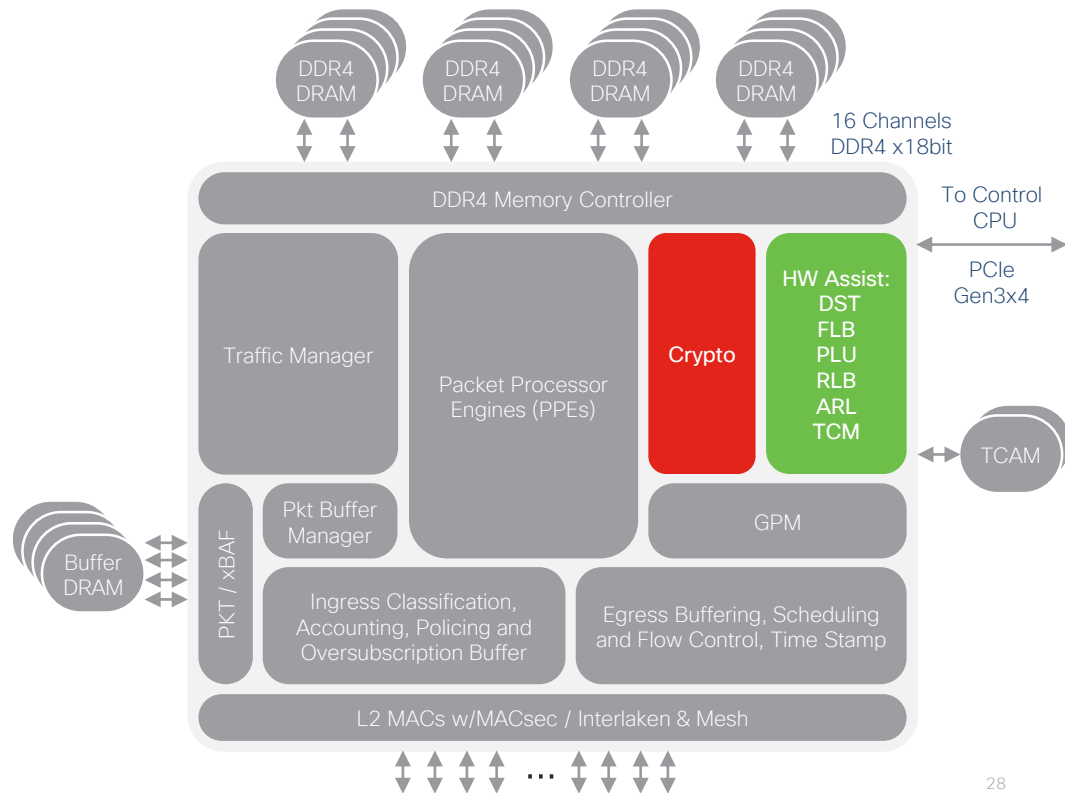 DDR4
DRAM
DDR4
DRAM
DDR4
DRAM
DDR4
DRAM
16 Channels
DDR4 x18bit
DDR4 Memory Controller
To Control
CPU
PCIe
Gen3x4
Traffic Manager
Packet Processor
Engines (PPEs)
Crypto
HW Assist:
DST
FLB
PLU
RLB
ARL
TCM
TCAM
Buffer
DRAM
PKT / xBAF
Pkt Buffer
Manager
GPM
Ingress Classification,
Accounting, Policing and
Oversubscription Buffer
Egress Buffering, Scheduling
and Flow Control, Time Stamp
L2 MACs w/MACsec / Interlaken & Mesh
...
28